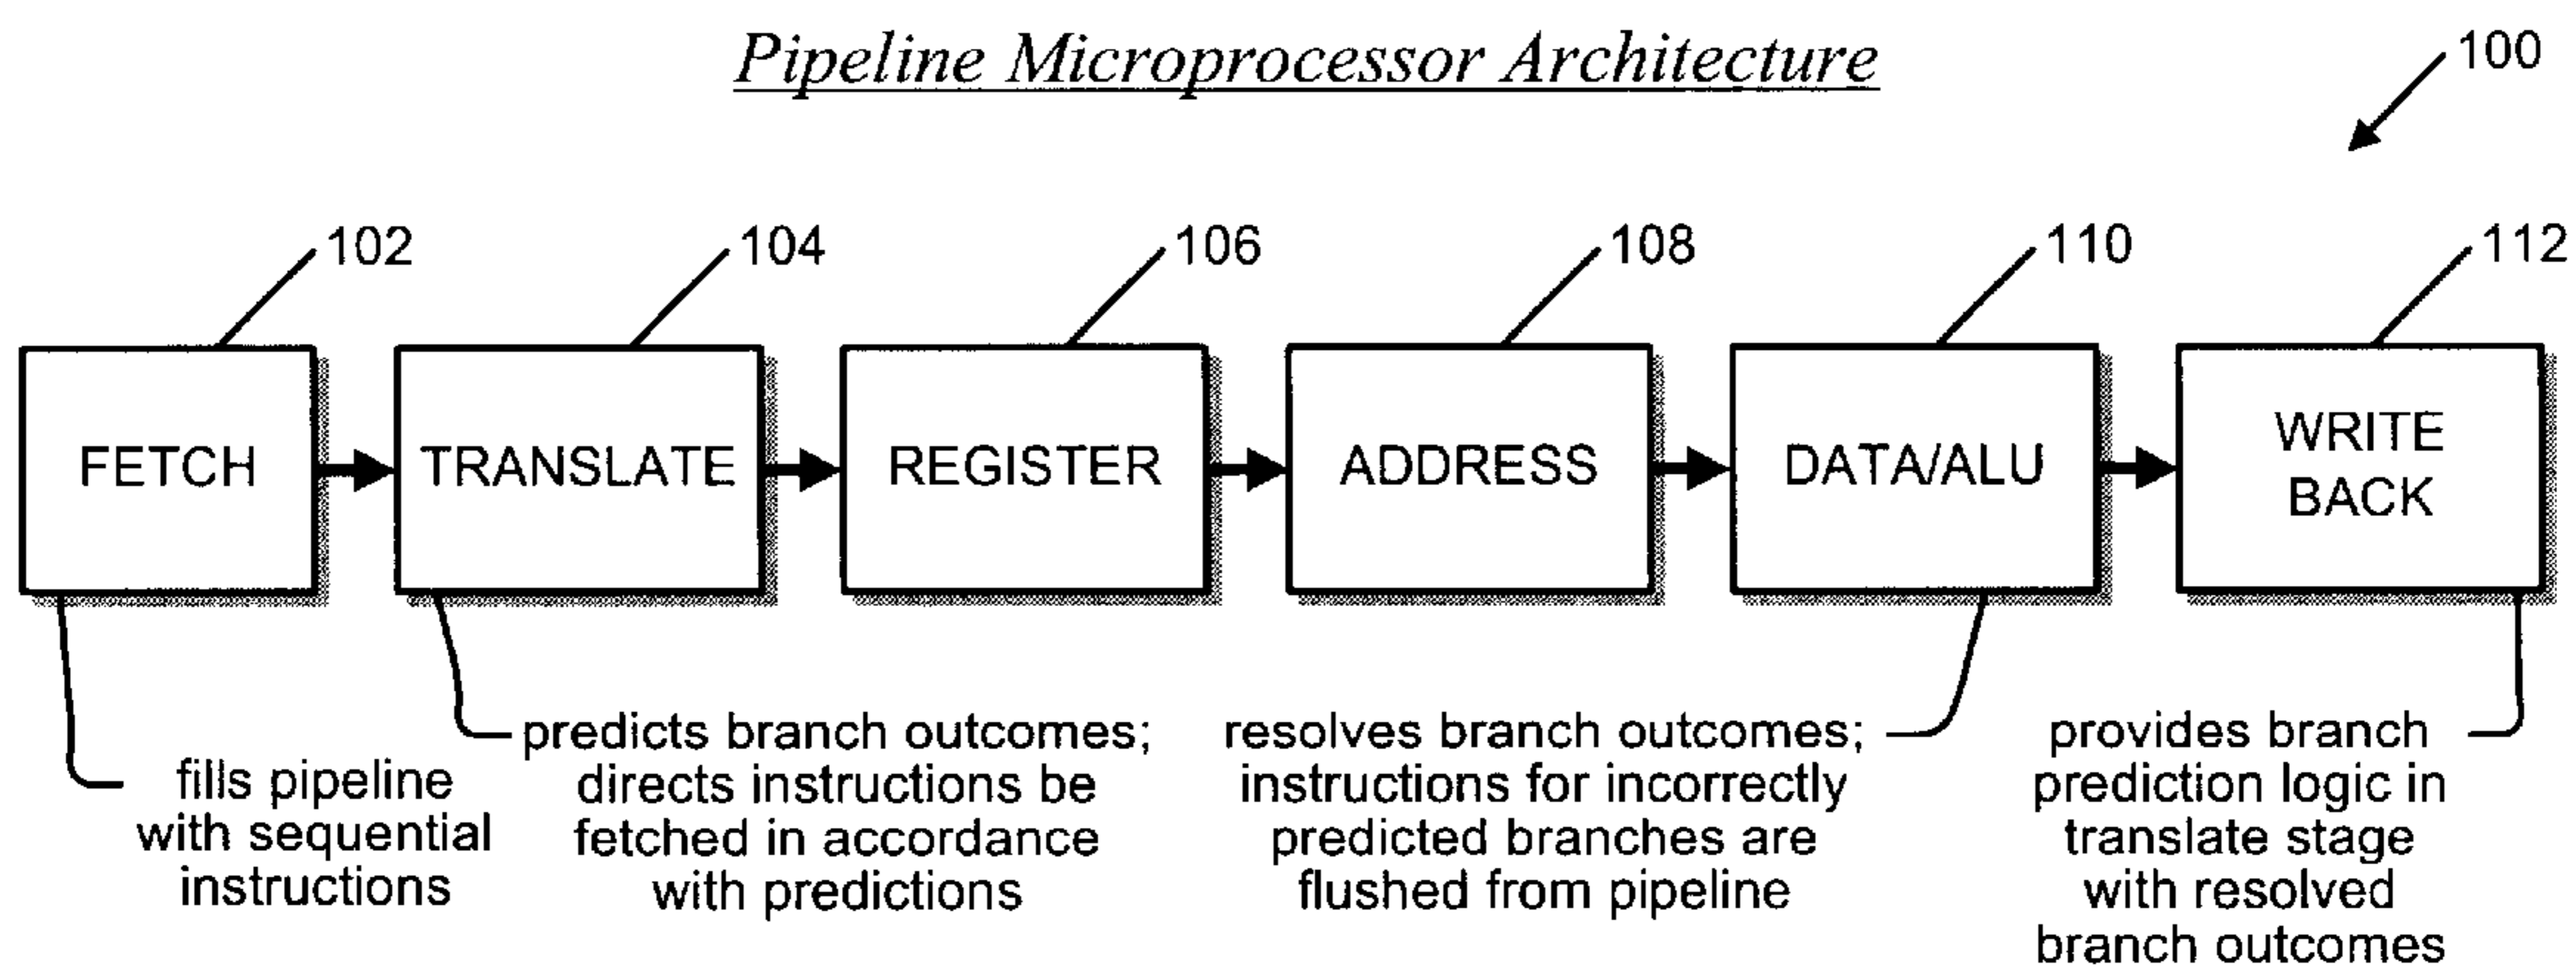 Pipeline Microprocessor Architecture
100
102
104
106
108
110
112
FETCH
TRANSLATE
REGISTER
ADDRESS
DATA/ALU
WRITE
BACK
fills pipeline
with sequential
instructions
predicts branch outcomes;
directs instructions be
fetched in accordance
with predictions
resolves branch outcomes;
instructions for incorrectly
predicted branches are
flushed from pipeline
provides branch
prediction logic in
translate stage
with resolved
branch outcomes